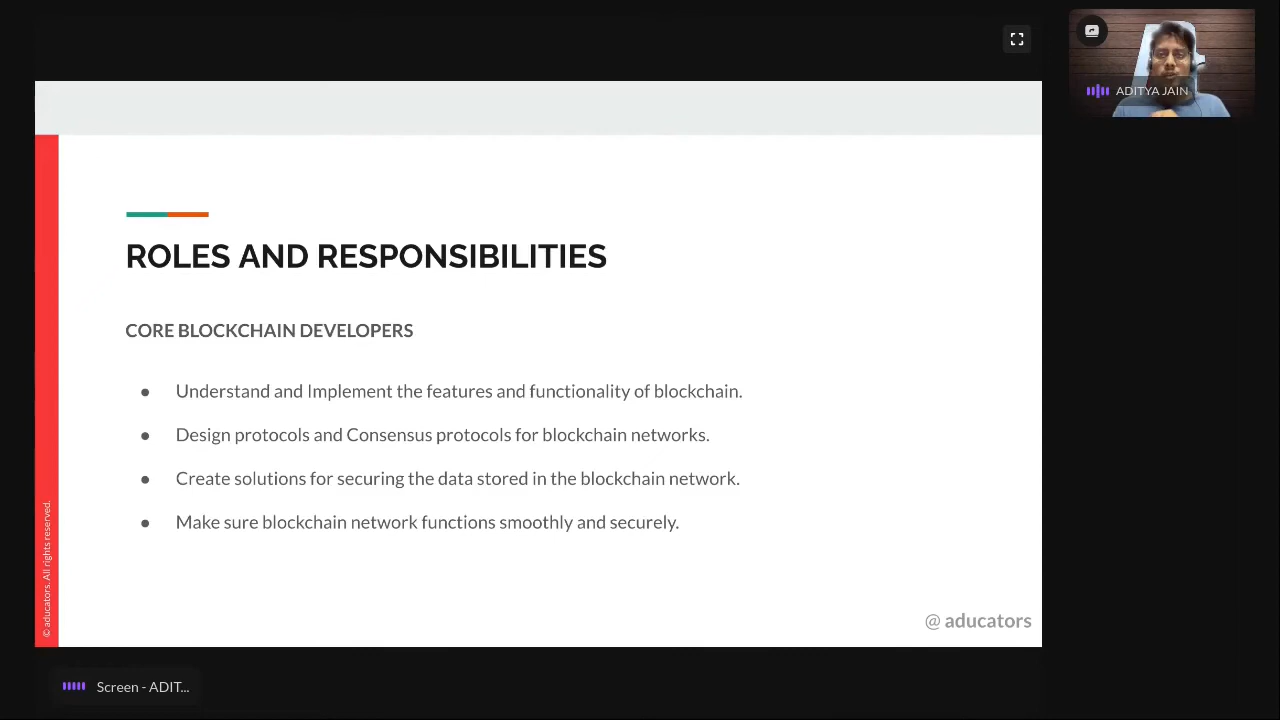 ADITYA JAIN
ROLES AND RESPONSIBILITIES
CORE BLOCKCHAIN DEVELOPERS
● Understand and Implement the features and functionality of blockchain.
● Design protocols and Consensus protocols for blockchain networks.
● Create solutions for securing the data stored in the blockchain network.
● Make sure blockchain network functions smoothly and securely.
© aducators. All rights reserved.
@ aducators
Screen - ADIT...